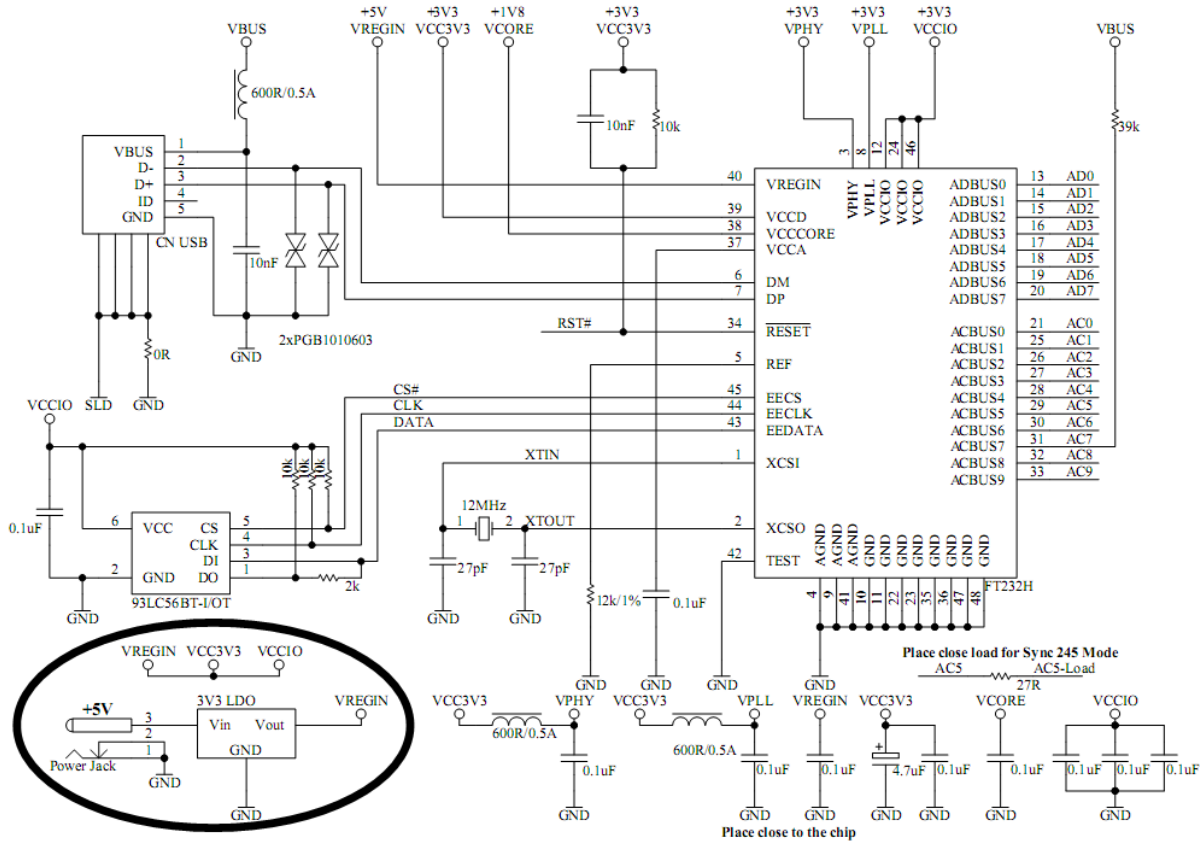 +5V +3V3 +1V8 +3V3 +3V3 +3V3 +3V3
VBUS VREGIN VCC3V3 VCORE VCC3V3 VPHY VPLL VCCIO VBUS
600R/0.5A
10nF 10k 39k
VBUS 1
D- 2
D+ 3
ID 4
GND 5
CN USB
10nF
2xPGB1010603
0R
GND
SLD GND
3 8 12 24 46
VPHY VPLL VCCIO VCCIO VCCIO
40 VREGIN
39 VCCD
38 VCCCORE
37 VCCA
6 DM
7 DP
RST# 34 RESET
5 REF
CS# 45 EECS
CLK 44 EECLK
DATA 43 EEDATA
XTIN 1 XCSI
XTOUT 2 XCSO
42 TEST
ADBUS0 13 AD0
ADBUS1 14 AD1
ADBUS2 15 AD2
ADBUS3 16 AD3
ADBUS4 17 AD4
ADBUS5 18 AD5
ADBUS6 19 AD6
ADBUS7 20 AD7
ACBUS0 21 AC0
ACBUS1 25 AC1
ACBUS2 26 AC2
ACBUS3 27 AC3
ACBUS4 28 AC4
ACBUS5 29 AC5
ACBUS6 30 AC6
ACBUS7 31 AC7
ACBUS8 32 AC8
ACBUS9 33 AC9
AGND AGND AGND GND GND GND GND GND GND GND GND
4 9 41 10 11 22 23 35 36 47 48
FT232H
VCCIO
10k 10k 10k
0.1uF
6 VCC CS 5
CLK 4
DI 3
2 GND DO 1
2k
93LC56BT-I/OT
GND
12MHz
1 2
27pF 27pF
GND GND
12k/1% 0.1uF
GND GND GND GND
Place close load for Sync 245 Mode
AC5 AC5-Load
27R
VREGIN VCC3V3 VCCIO
+5V
3V3 LDO
VREGIN
3 Vin Vout
2
1
GND
Power Jack
GND
GND
VCC3V3 VPHY VCC3V3 VPLL VREGIN VCC3V3 VCORE VCCIO
600R/0.5A 600R/0.5A
+
0.1uF 0.1uF 0.1uF 4.7uF 0.1uF 0.1uF 0.1uF 0.1uF 0.1uF
GND GND GND GND GND GND GND
Place close to the chip